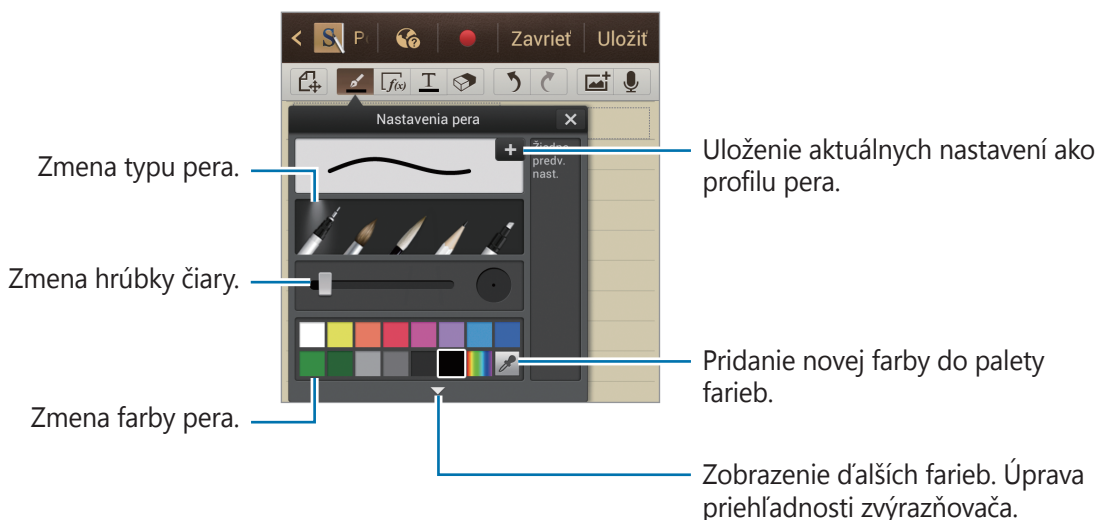 Zavrieť Uložiť
f(x) T
Nastavenia pera
predv.
nast.
Zmena typu pera.
Uloženie aktuálnych nastavení ako
profilu pera.
Zmena hrúbky čiary.
Pridanie novej farby do palety
farieb.
Zmena farby pera.
Zobrazenie ďalších farieb. Úprava
priehľadnosti zvýrazňovača.